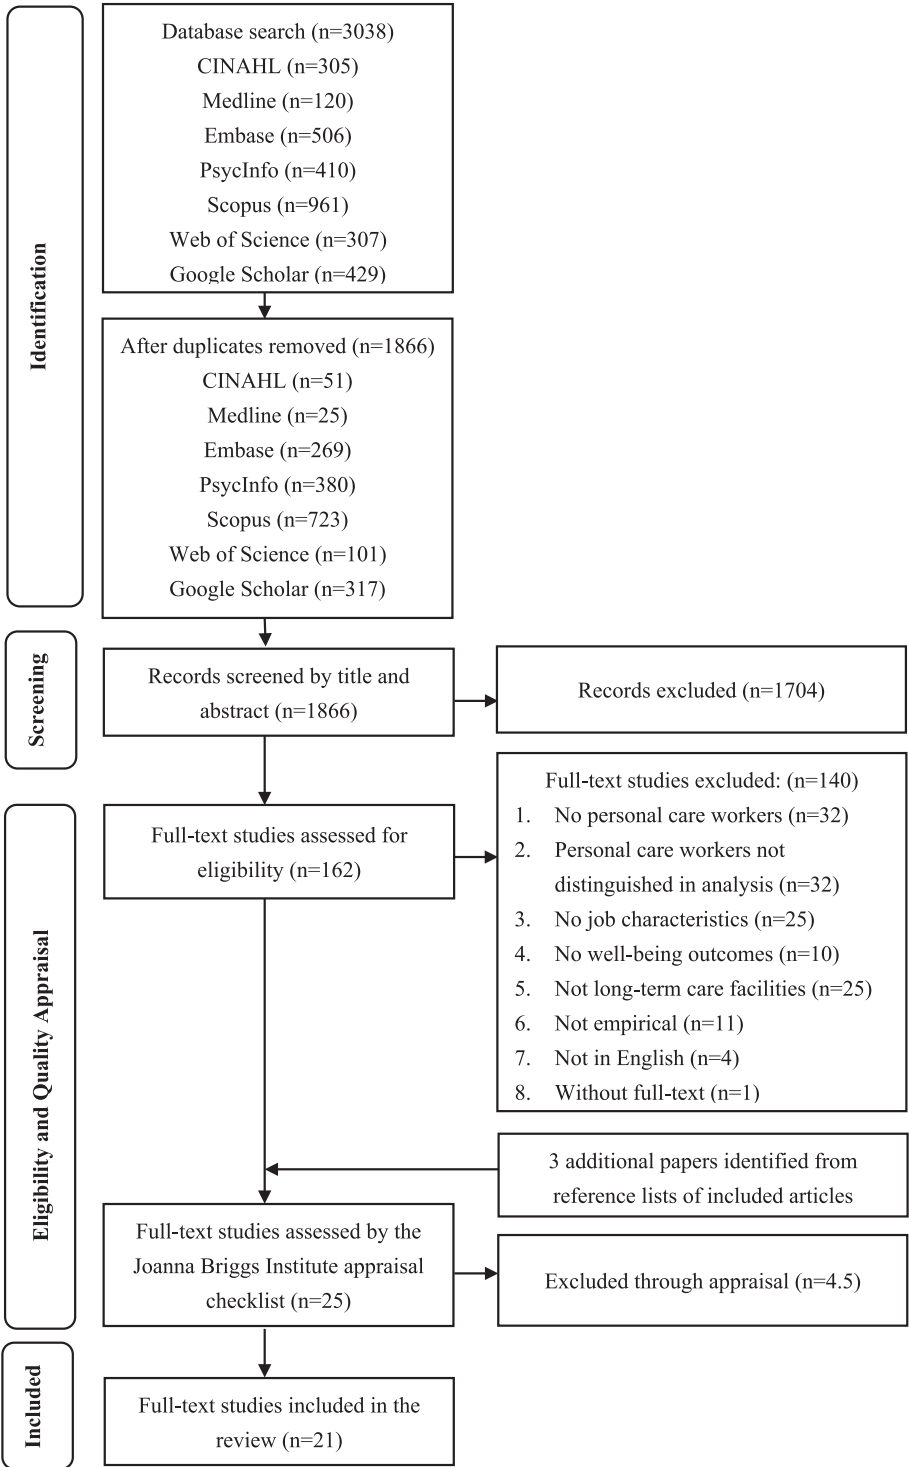 Identification
Database search (n=3038)
CINAHL (n=305)
Medline (n=120)
Embase (n=506)
PsycInfo (n=410)
Scopus (n=961)
Web of Science (n=307)
Google Scholar (n=429)
After duplicates removed (n=1866)
CINAHL (n=51)
Medline (n=25)
Embase (n=269)
PsycInfo (n=380)
Scopus (n=723)
Web of Science (n=101)
Google Scholar (n=317)
Screening
Records screened by title and
abstract (n=1866)
Records excluded (n=1704)
Eligibility and Quality Appraisal
Full-text studies assessed for
eligibility (n=162)
Full-text studies excluded: (n=140)
1. No personal care workers (n=32)
2. Personal care workers not
distinguished in analysis (n=32)
3. No job characteristics (n=25)
4. No well-being outcomes (n=10)
5. Not long-term care facilities (n=25)
6. Not empirical (n=11)
7. Not in English (n=4)
8. Without full-text (n=1)
3 additional papers identified from
reference lists of included articles
Full-text studies assessed by the
Joanna Briggs Institute appraisal
checklist (n=25)
Excluded through appraisal (n=4.5)
Included
Full-text studies included in the
review (n=21)